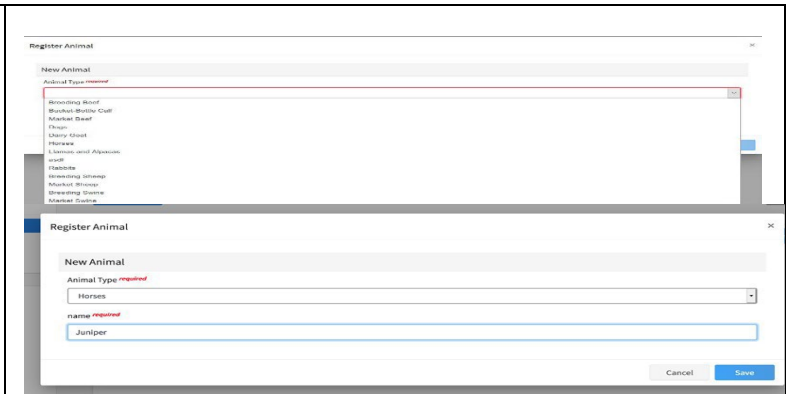 Register Animal ×
New Animal
Animal Type required
Breeding Beef
Bucket-Bottle Calf
Market Beef
Dogs
Dairy Goat
Horses
Llamas and Alpacas
asdf
Rabbits
Breeding Sheep
Market Sheep
Breeding Swine
Market Swine
Register Animal ×
New Animal
Animal Type required
Horses
name required
Juniper
Cancel Save